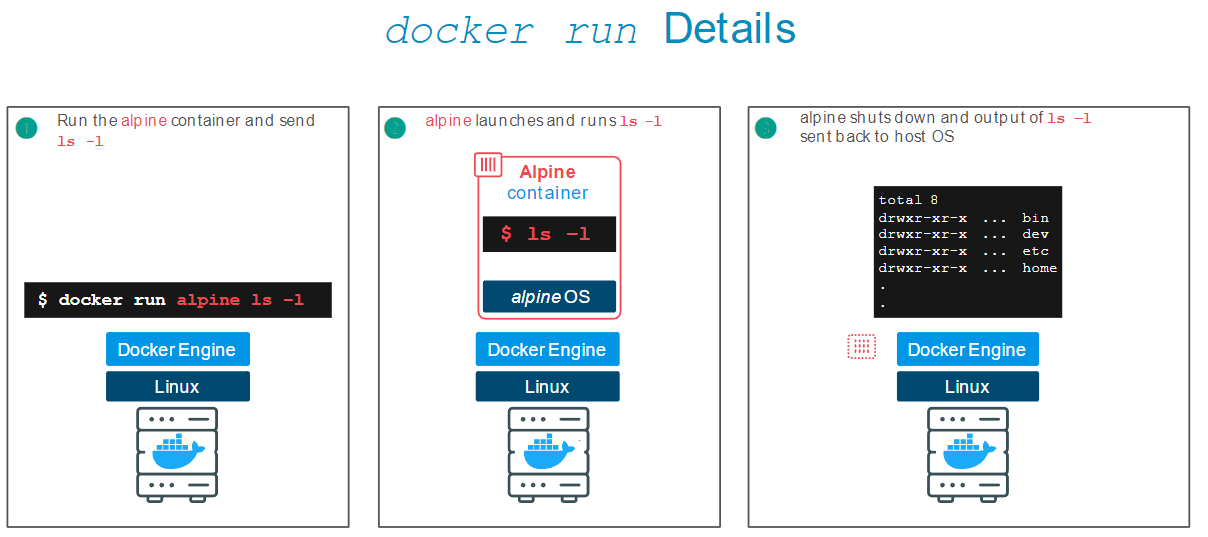 docker run Details
1
Run the alpine container and send
ls -l
$ docker run alpine ls -l
Docker Engine
Linux
2
alpine launches and runs ls -l
Alpine
container
$ ls -l
alpine OS
Docker Engine
Linux
3
alpine shuts down and output of ls -l
sent back to host OS
total 8
drwxr-xr-x ... bin
drwxr-xr-x ... dev
drwxr-xr-x ... etc
drwxr-xr-x ... home
.
.
Docker Engine
Linux